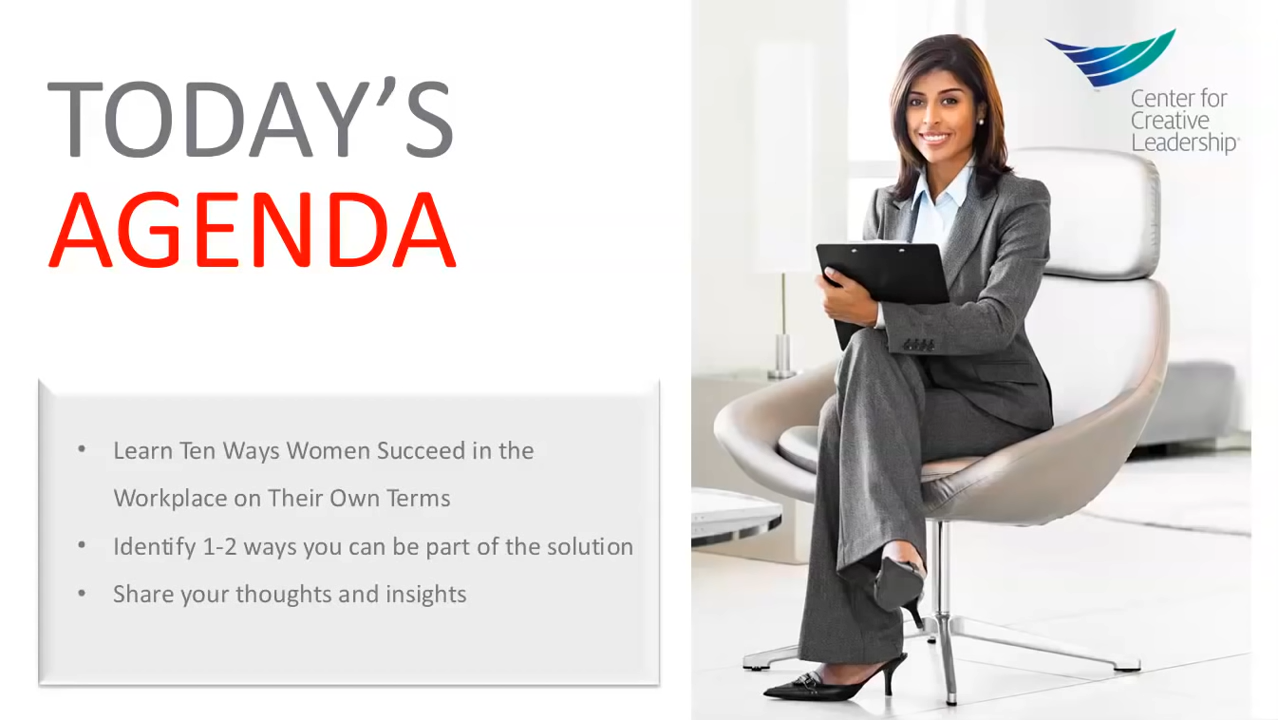 TODAY’S
AGENDA
• Learn Ten Ways Women Succeed in the
Workplace on Their Own Terms
• Identify 1-2 ways you can be part of the solution
• Share your thoughts and insights
Center for
Creative
Leadership